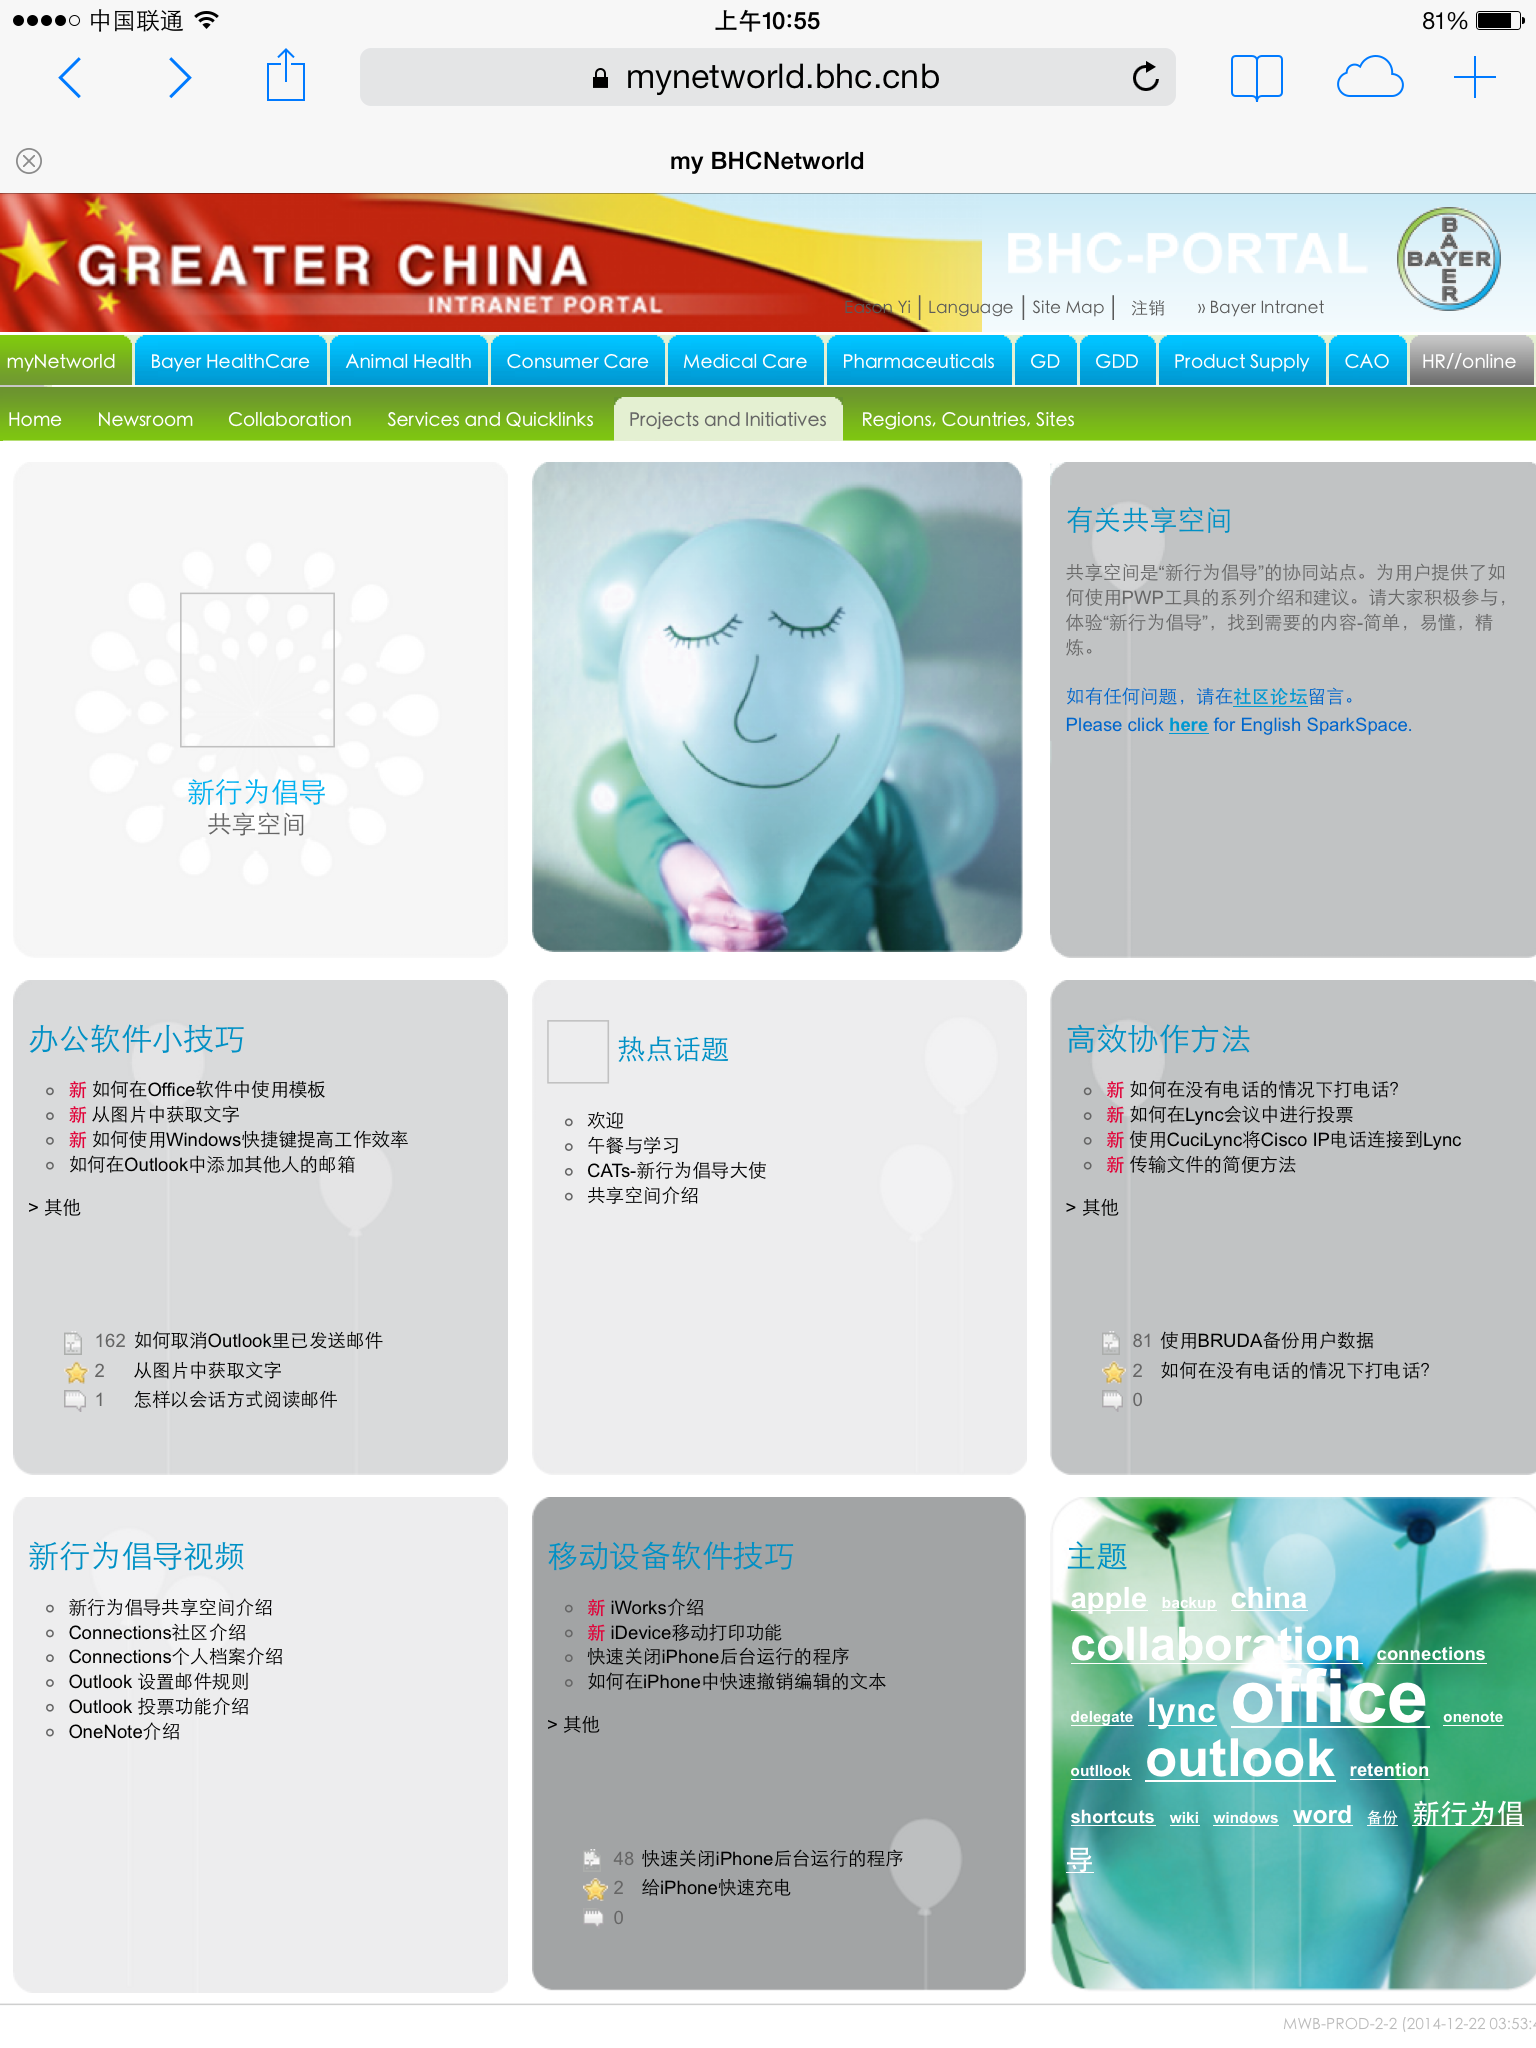 中国联通
上午10:55
81%
mynetworld.bhc.cnb
my BHCNetworld
GREATER CHINA
INTRANET PORTAL
BHC-PORTAL
BAYER
BAYER
Eason Yi | Language | Site Map | 注销 » Bayer Intranet
myNetworld Bayer HealthCare Animal Health Consumer Care Medical Care Pharmaceuticals GD GDD Product Supply CAO HR//online
Home Newsroom Collaboration Services and Quicklinks Projects and Initiatives Regions, Countries, Sites
新行为倡导
共享空间
有关共享空间
共享空间是“新行为倡导”的协同站点。为用户提供了如
何使用PWP工具的系列介绍和建议。请大家积极参与，
体验“新行为倡导”，找到需要的内容-简单，易懂，精
炼。
如有任何问题，请在社区论坛留言。
Please click here for English SparkSpace.
办公软件小技巧
新 如何在Office软件中使用模板
新 从图片中获取文字
新 如何使用Windows快捷键提高工作效率
如何在Outlook中添加其他人的邮箱
> 其他
162 如何取消Outlook里已发送邮件
2 从图片中获取文字
1 怎样以会话方式阅读邮件
热点话题
欢迎
午餐与学习
CATs-新行为倡导大使
共享空间介绍
高效协作方法
新 如何在没有电话的情况下打电话？
新 如何在Lync会议中进行投票
新 使用CuciLync将Cisco IP电话连接到Lync
新 传输文件的简便方法
> 其他
81 使用BRUDA备份用户数据
2 如何在没有电话的情况下打电话？
0
新行为倡导视频
新行为倡导共享空间介绍
Connections社区介绍
Connections个人档案介绍
Outlook 设置邮件规则
Outlook 投票功能介绍
OneNote介绍
移动设备软件技巧
新 iWorks介绍
新 iDevice移动打印功能
快速关闭iPhone后台运行的程序
如何在iPhone中快速撤销编辑的文本
> 其他
48 快速关闭iPhone后台运行的程序
2 给iPhone快速充电
0
主题
apple backup china
collaboration connections
delegate lync office onenote
outllook outlook retention
shortcuts wiki windows word 备份 新行为倡
导
MWB-PROD-2-2 (2014-12-22 03:53:4